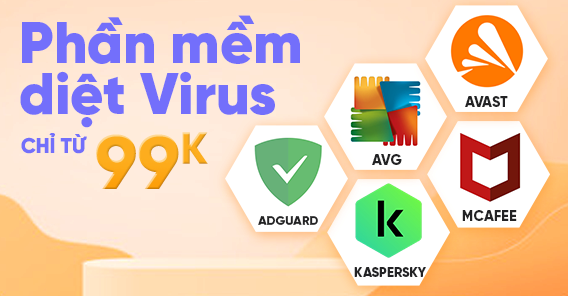 Phần mềm
diệt Virus
CHỈ TỪ 99K
AVAST
AVG
ADGUARD
MCAFEE
k
KASPERSKY